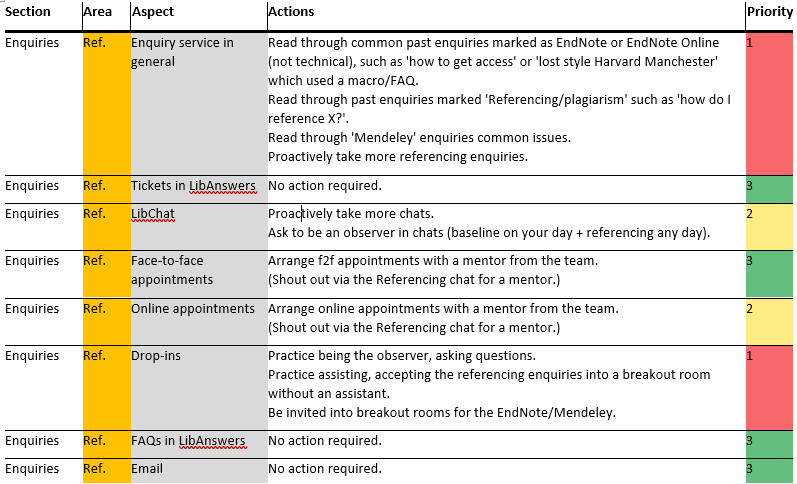 Section Area Aspect Actions Priority
Enquiries Ref. Enquiry service in general Read through common past enquiries marked as EndNote or EndNote Online 1
(not technical), such as 'how to get access' or 'lost style Harvard Manchester'
which used a macro/FAQ.
Read through past enquiries marked 'Referencing/plagiarism' such as 'how do I
reference X?'.
Read through 'Mendeley' enquiries common issues.
Proactively take more referencing enquiries.
Enquiries Ref. Tickets in LibAnswers No action required. 3
Enquiries Ref. LibChat Proactively take more chats. 2
Ask to be an observer in chats (baseline on your day + referencing any day).
Enquiries Ref. Face-to-face appointments Arrange f2f appointments with a mentor from the team. 3
(Shout out via the Referencing chat for a mentor.)
Enquiries Ref. Online appointments Arrange online appointments with a mentor from the team. 2
(Shout out via the Referencing chat for a mentor.)
Enquiries Ref. Drop-ins Practice being the observer, asking questions. 1
Practice assisting, accepting the referencing enquiries into a breakout room
without an assistant.
Be invited into breakout rooms for the EndNote/Mendeley.
Enquiries Ref. FAQs in LibAnswers No action required. 3
Enquiries Ref. Email No action required. 3